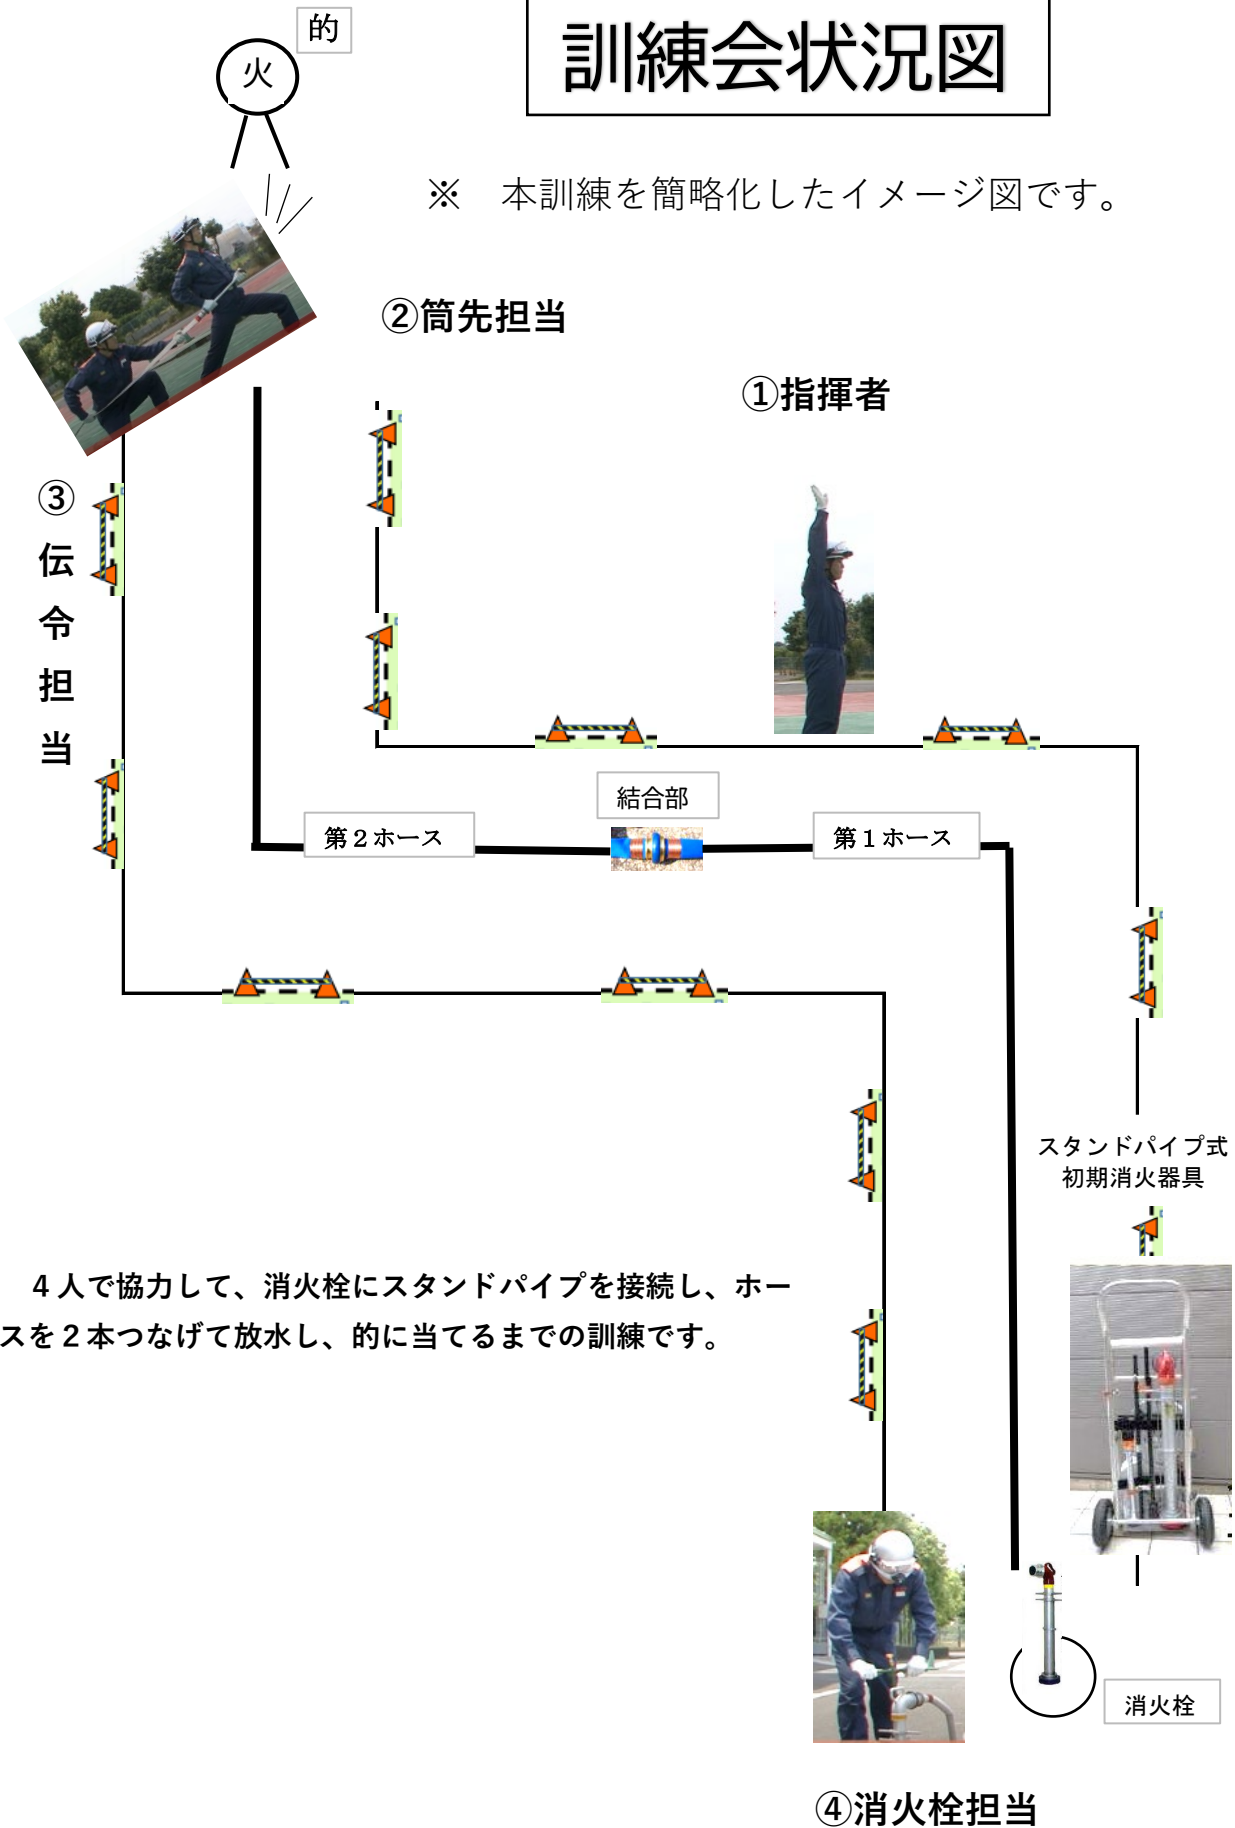 的
訓練会状況図
火
※　本訓練を簡略化したイメージ図です。
②筒先担当
①指揮者
③
伝
令
担
当
結合部
第２ホース
第１ホース
スタンドパイプ式
初期消火器具
４人で協力して、消火栓にスタンドパイプを接続し、ホー
スを２本つなげて放水し、的に当てるまでの訓練です。
消火栓
④消火栓担当